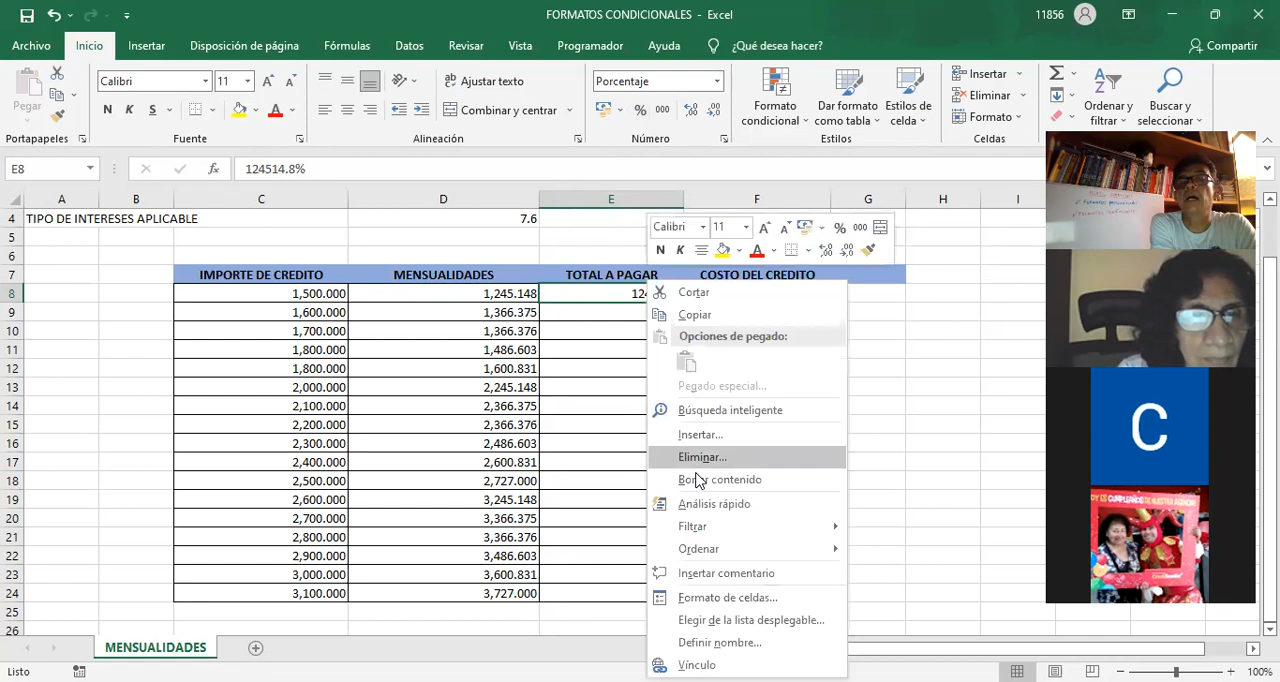 FORMATOS CONDICIONALES - Excel
11856
Archivo Inicio Insertar Disposición de página Fórmulas Datos Revisar Vista Programador Ayuda ¿Qué desea hacer? Compartir
Pegar
Calibri 11
Ajustar texto
Porcentaje
N K S
Combinar y centrar
% 000
Formato condicional
Dar formato como tabla
Estilos de celda
Insertar
Eliminar
Formato
Ordenar y filtrar
Buscar y seleccionar
Portapapeles Fuente Alineación Número Estilos Celdas
E8 fx 124514.8%
A B C D E F G H I
4 TIPO DE INTERESES APLICABLE 7.6
5
6
7 IMPORTE DE CREDITO MENSUALIDADES TOTAL A PAGAR COSTO DEL CREDITO
8 1,500.000 1,245.148
9 1,600.000 1,366.375
10 1,700.000 1,366.376
11 1,800.000 1,486.603
12 1,800.000 1,600.831
13 2,000.000 2,245.148
14 2,100.000 2,366.375
15 2,200.000 2,366.376
16 2,300.000 2,486.603
17 2,400.000 2,600.831
18 2,500.000 2,727.000
19 2,600.000 3,245.148
20 2,700.000 3,366.375
21 2,800.000 3,366.376
22 2,900.000 3,486.603
23 3,000.000 3,600.831
24 3,100.000 3,727.000
25
26
Calibri 11 % 000
N K
Cortar
Copiar
Opciones de pegado:
Pegado especial...
Búsqueda inteligente
Insertar...
Eliminar...
Borrar contenido
Análisis rápido
Filtrar
Ordenar
Insertar comentario
Formato de celdas...
Elegir de la lista desplegable...
Definir nombre...
Vínculo
C
MENSUALIDADES
Listo
100%